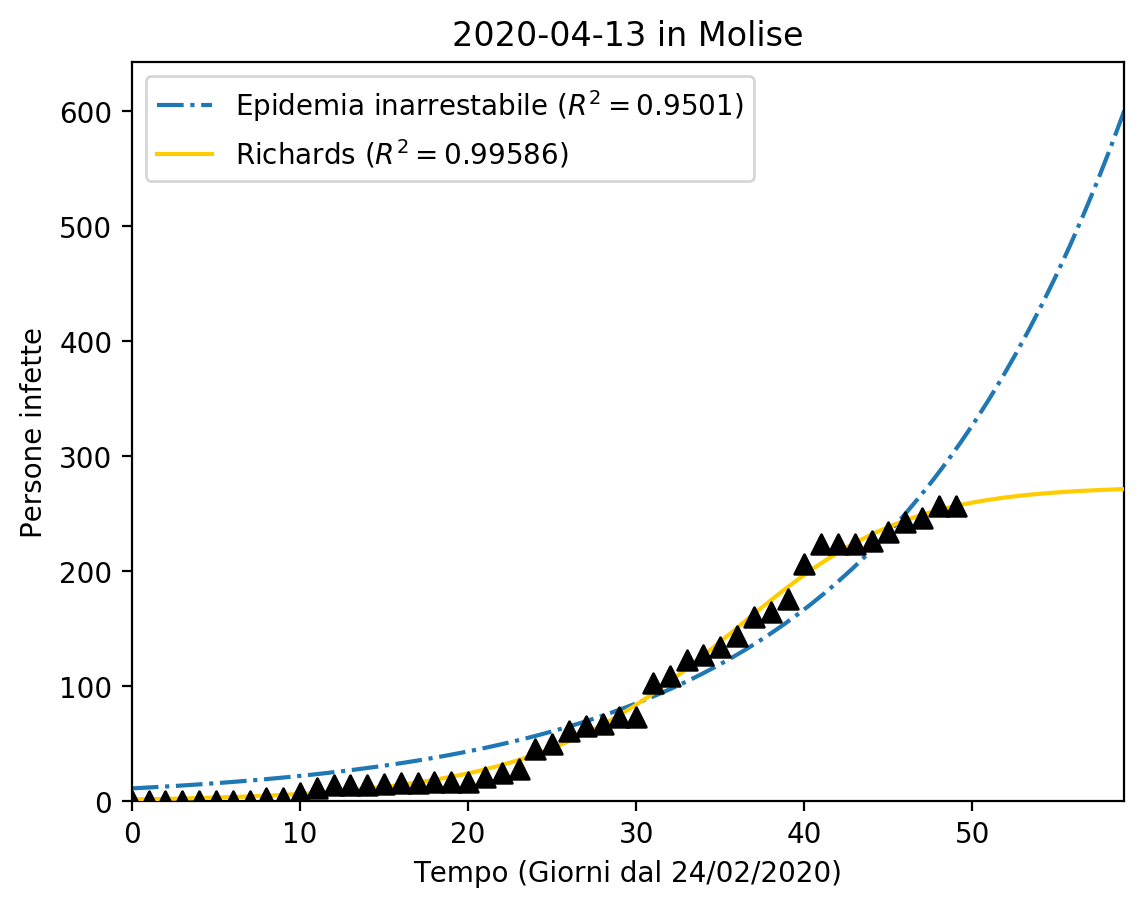 2020-04-13 in Molise
Epidemia inarrestabile (R² = 0.9501)
Richards (R² = 0.99586)
600
500
400
300
200
100
0
Persone infette
0 10 20 30 40 50
Tempo (Giorni dal 24/02/2020)